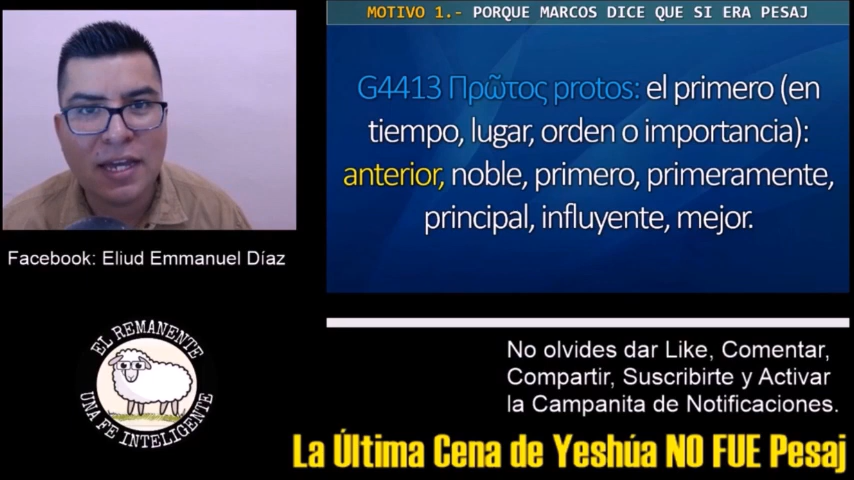 MOTIVO 1.- PORQUE MARCOS DICE QUE SI ERA PESAJ
G4413 Πρῶτος protos: el primero (en
tiempo, lugar, orden o importancia):
anterior, noble, primero, primeramente,
principal, influyente, mejor.
Facebook: Eliud Emmanuel Díaz
EL REMANENTE
UNA FE INTELIGENTE
No olvides dar Like, Comentar,
Compartir, Suscribirte y Activar
la Campanita de Notificaciones.
La Última Cena de Yeshúa NO FUE Pesaj